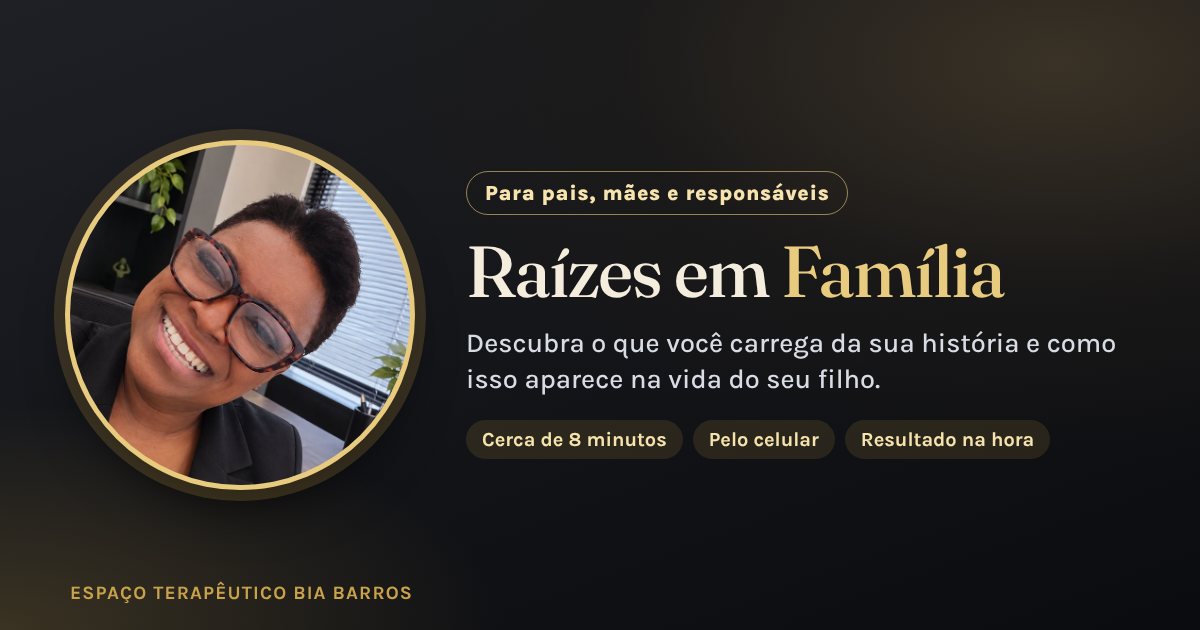 Para pais, mães e responsáveis
Raízes em Família
Descubra o que você carrega da sua história e como
isso aparece na vida do seu filho.
Cerca de 8 minutos
Pelo celular
Resultado na hora
ESPAÇO TERAPÊUTICO BIA BARROS